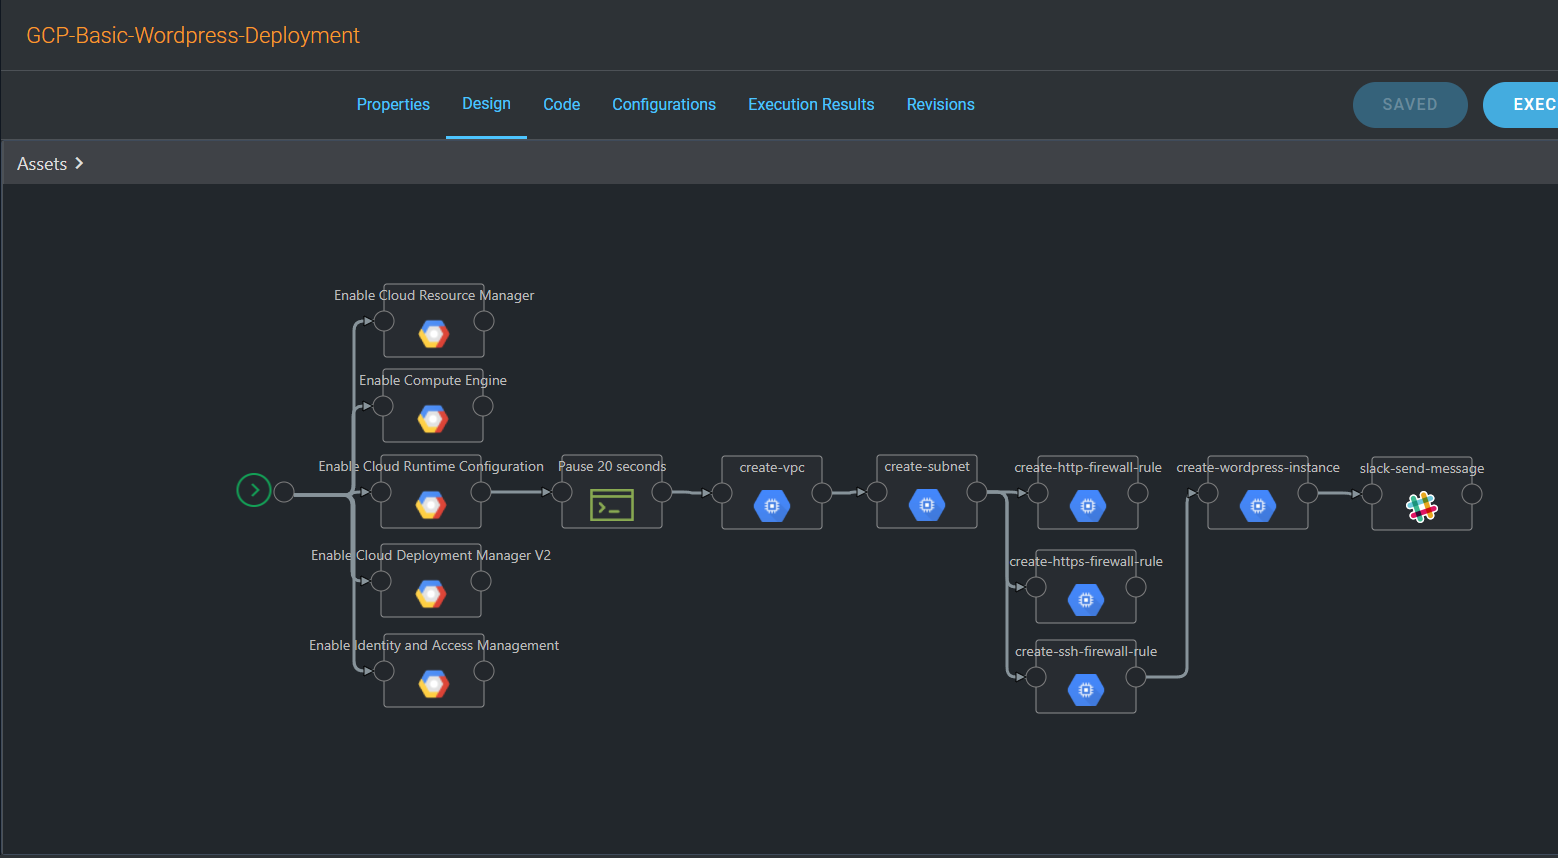 GCP-Basic-Wordpress-Deployment
Properties
Design
Code
Configurations
Execution Results
Revisions
SAVED
EXEC
Assets
Enable Cloud Resource Manager
Enable Compute Engine
Enable Cloud Runtime Configuration
Pause 20 seconds
create-vpc
create-subnet
create-http-firewall-rule
create-wordpress-instance
slack-send-message
Enable Cloud Deployment Manager V2
create-https-firewall-rule
Enable Identity and Access Management
create-ssh-firewall-rule